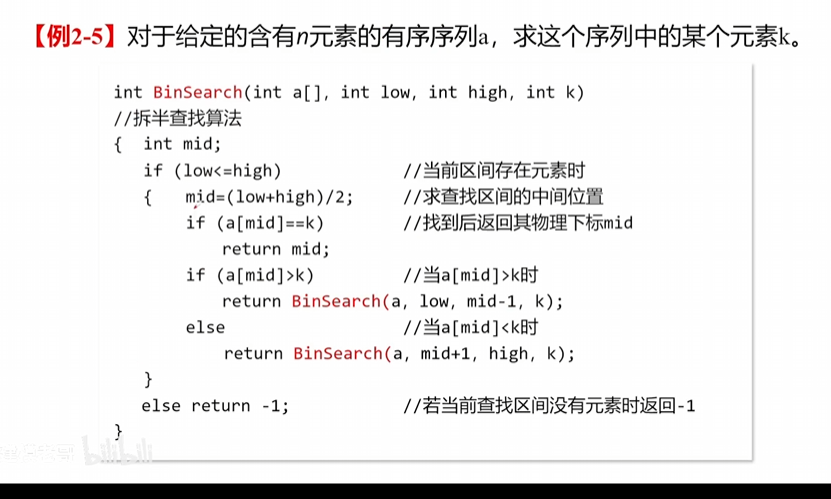 【例2-5】对于给定的含有n元素的有序序列a，求这个序列中的某个元素k。
int BinSearch(int a[], int low, int high, int k)
//拆半查找算法
{ int mid;
if (low<=high) //当前区间存在元素时
{ mid=(low+high)/2; //求查找区间的中间位置
if (a[mid]==k) //找到后返回其物理下标mid
return mid;
if (a[mid]>k) //当a[mid]>k时
return BinSearch(a, low, mid-1, k);
else //当a[mid]<k时
return BinSearch(a, mid+1, high, k);
}
else return -1; //若当前查找区间没有元素时返回-1
}
bilibili